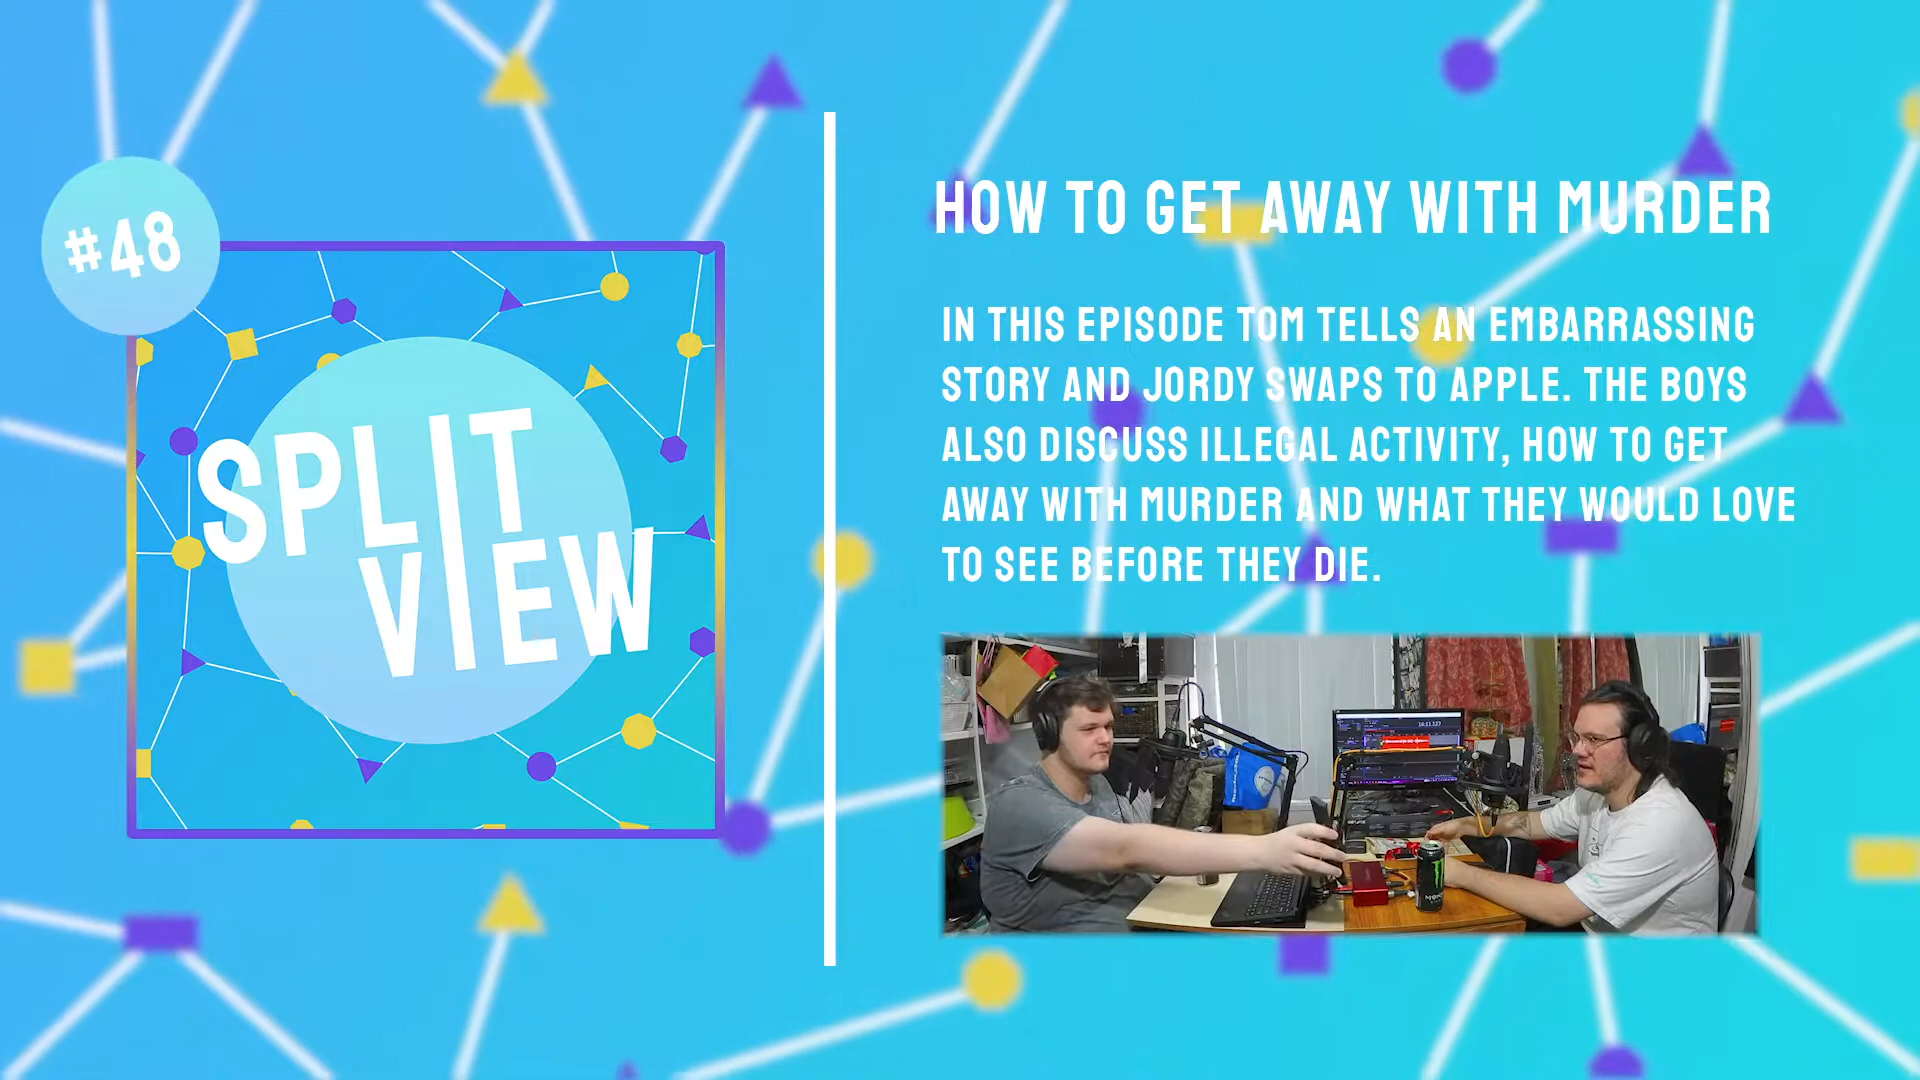 #48
SPLIT
VIEW
HOW TO GET AWAY WITH MURDER
IN THIS EPISODE TOM TELLS AN EMBARRASSING
STORY AND JORDY SWAPS TO APPLE. THE BOYS
ALSO DISCUSS ILLEGAL ACTIVITY, HOW TO GET
AWAY WITH MURDER AND WHAT THEY WOULD LOVE
TO SEE BEFORE THEY DIE.